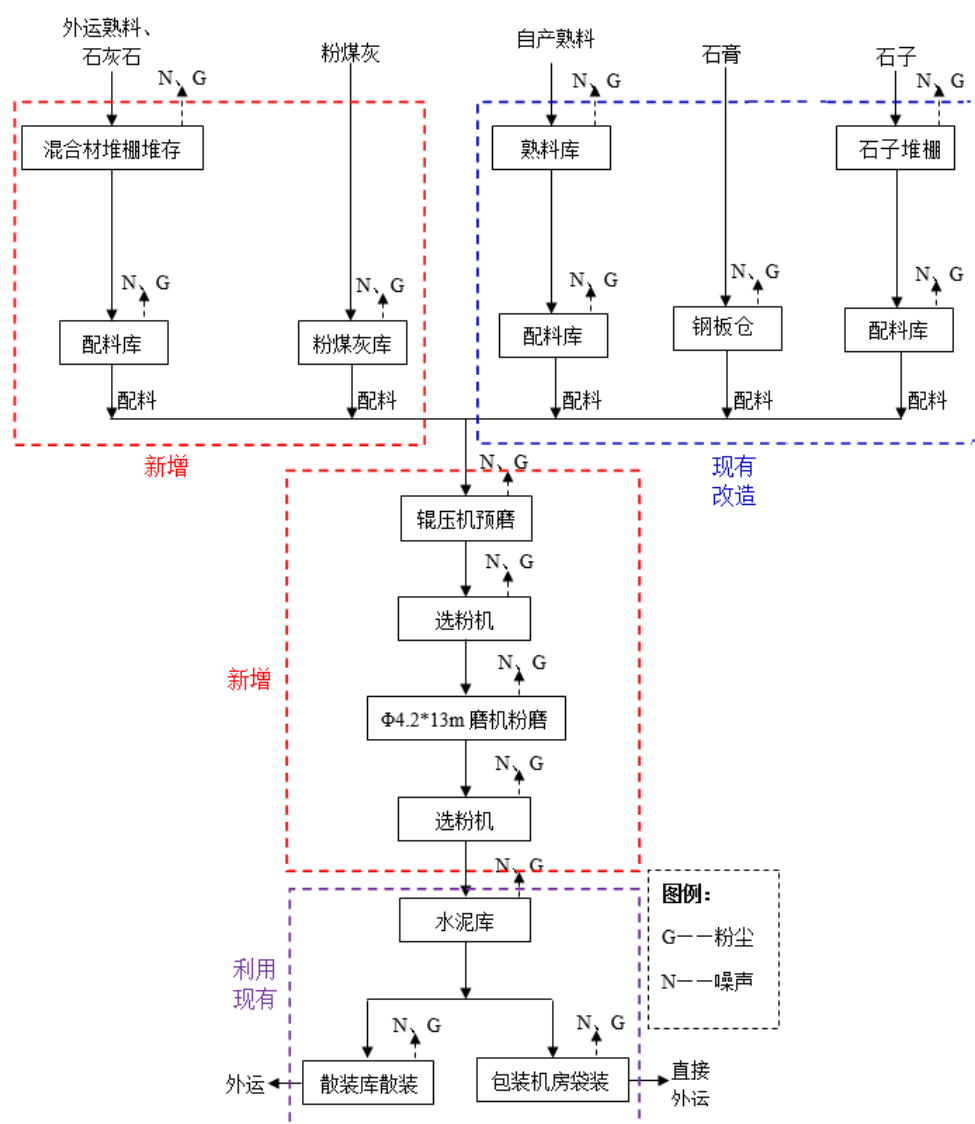 外运熟料、
石灰石
粉煤灰
自产熟料
石膏
石子
N、G
N、G
N、G
混合材堆棚堆存
熟料库
石子堆棚
N、G
N、G
N、G
N、G
N、G
配料库
粉煤灰库
配料库
钢板仓
配料库
配料
配料
配料
配料
配料
新增
现有
改造
N、G
辊压机预磨
N、G
选粉机
新增
N、G
Φ4.2*13m 磨机粉磨
N、G
选粉机
N、G
水泥库
图例：
G——粉尘
N——噪声
利用
现有
N、G
N、G
外运
散装库散装
包装机房袋装
直接
外运